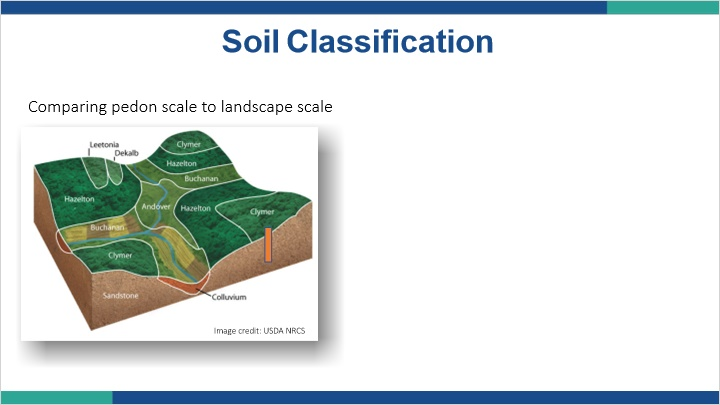 Soil Classification
Comparing pedon scale to landscape scale
Leetonia
Dekalb
Clymer
Hazelton
Buchanan
Hazelton
Andover
Hazelton
Clymer
Buchanan
Clymer
Sandstone
Colluvium
Image credit: USDA NRCS